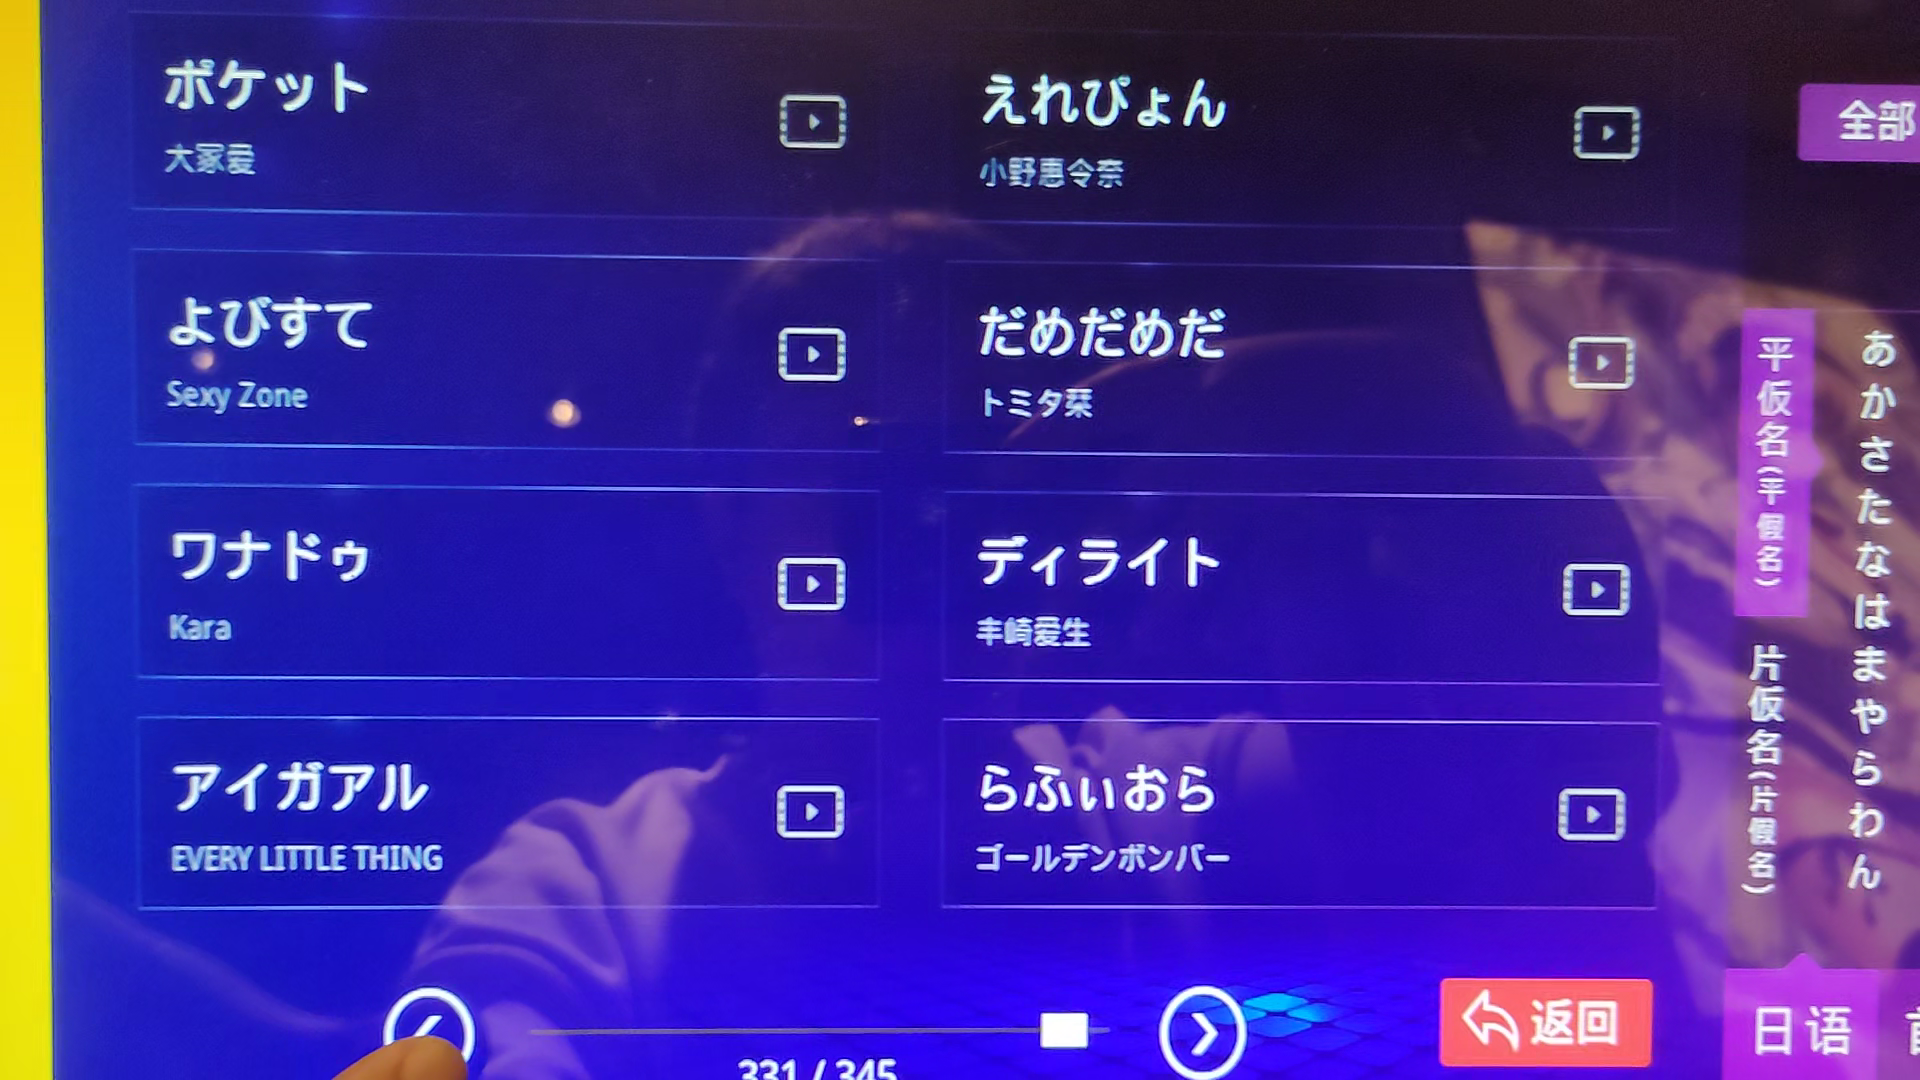 ポケット
大冢爱
えれぴょん
小野惠令奈
よびすて
Sexy Zone
だめだめだ
トミタ栞
ワナドゥ
Kara
ディライト
丰崎爱生
アイガアル
EVERY LITTLE THING
らふぃおら
ゴールデンボンバー
331 / 345
返回
全部
平仮名(平假名)
片仮名(片假名)
あかさたなはまやらわん
日语